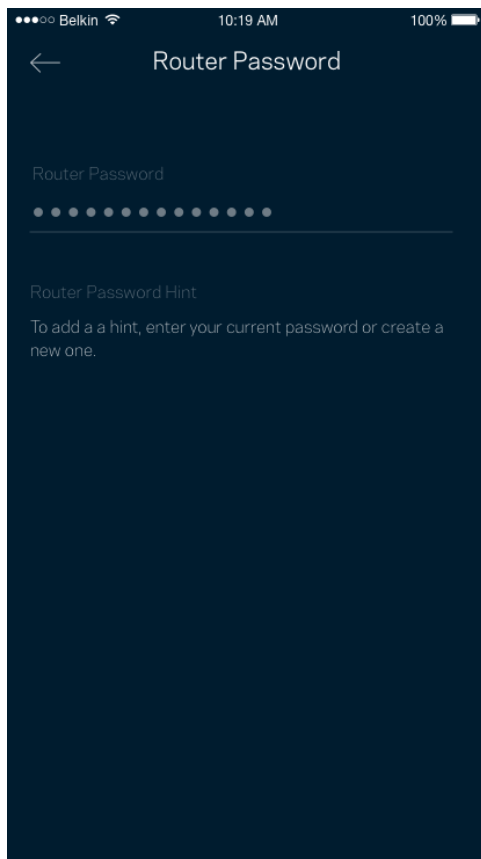 Belkin 10:19 AM 100%
Router Password
Router Password
••••••••••••••
Router Password Hint
To add a a hint, enter your current password or create a
new one.